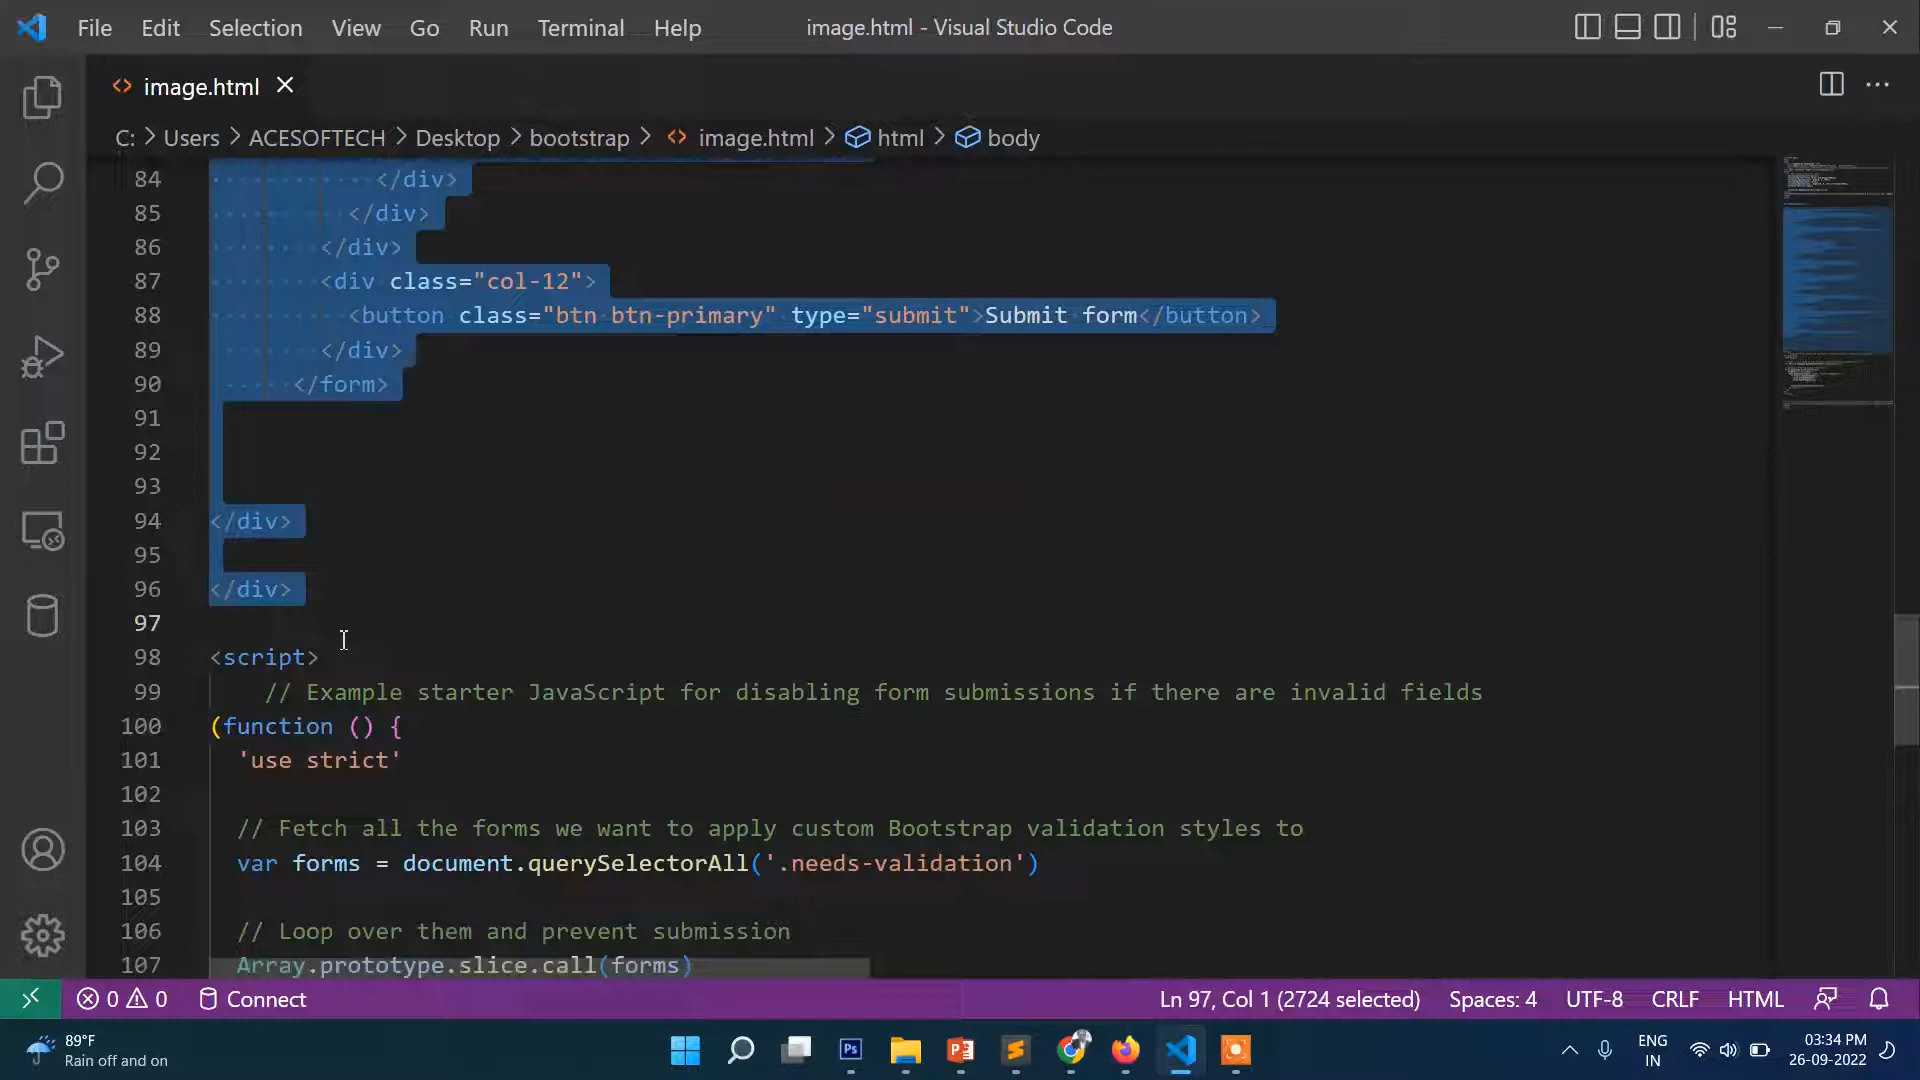 File Edit Selection View Go Run Terminal Help image.html - Visual Studio Code
image.html
C: Users ACESOFTECH Desktop bootstrap image.html html body
84 </div>
85 </div>
86 </div>
87 <div class="col-12">
88 <button class="btn btn-primary" type="submit">Submit form</button>
89 </div>
90 </form>
91
92
93
94 </div>
95
96 </div>
97
98 <script>
99 // Example starter JavaScript for disabling form submissions if there are invalid fields
100 (function () {
101 'use strict'
102
103 // Fetch all the forms we want to apply custom Bootstrap validation styles to
104 var forms = document.querySelectorAll('.needs-validation')
105
106 // Loop over them and prevent submission
107 Array.prototype.slice.call(forms)
0 0 Connect Ln 97, Col 1 (2724 selected) Spaces: 4 UTF-8 CRLF HTML
89°F
Rain off and on
Ps
ENG
IN
03:34 PM
26-09-2022